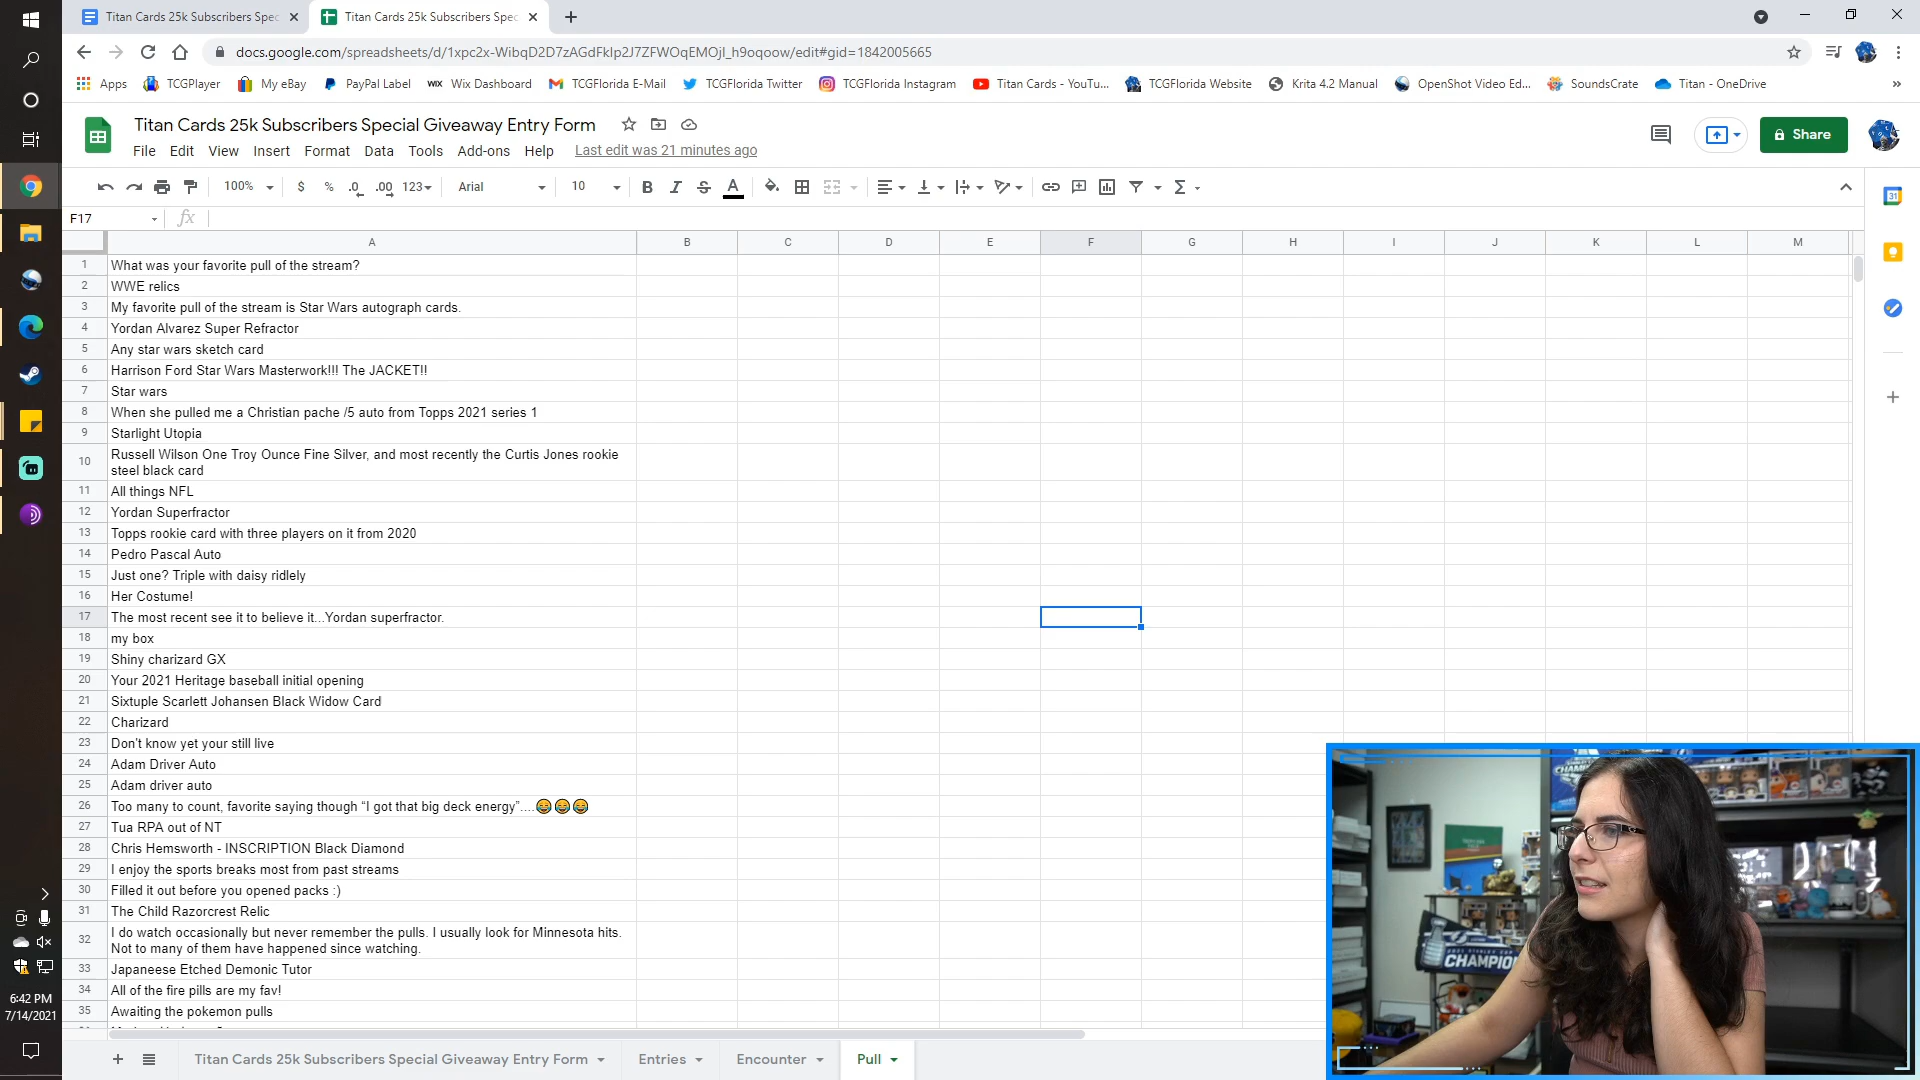 Titan Cards 25k Subscribers Spec
Titan Cards 25k Subscribers Spec
docs.google.com/spreadsheets/d/1xpc2x-WibqD2D7zAGdFkIp2J7ZFWOqEMOjI_h9oqoow/edit#gid=1842005665
Apps
TCGPlayer
My eBay
PayPal Label
WIX Wix Dashboard
TCGFlorida E-Mail
TCGFlorida Twitter
TCGFlorida Instagram
Titan Cards - YouTu...
TCGFlorida Website
Krita 4.2 Manual
OpenShot Video Ed...
SoundsCrate
Titan - OneDrive
Titan Cards 25k Subscribers Special Giveaway Entry Form
Share
File Edit View Insert Format Data Tools Add-ons Help Last edit was 21 minutes ago
100% $ % .0 .00 123 Arial 10 B I S A
31
F17 fx
A B C D E F G H I J K L M
1 What was your favorite pull of the stream?
2 WWE relics
3 My favorite pull of the stream is Star Wars autograph cards.
4 Yordan Alvarez Super Refractor
5 Any star wars sketch card
6 Harrison Ford Star Wars Masterwork!!! The JACKET!!
7 Star wars
8 When she pulled me a Christian pache /5 auto from Topps 2021 series 1
9 Starlight Utopia
10 Russell Wilson One Troy Ounce Fine Silver, and most recently the Curtis Jones rookie
steel black card
11 All things NFL
12 Yordan Superfractor
13 Topps rookie card with three players on it from 2020
14 Pedro Pascal Auto
15 Just one? Triple with daisy ridlely
16 Her Costume!
17 The most recent see it to believe it...Yordan superfractor.
18 my box
19 Shiny charizard GX
20 Your 2021 Heritage baseball initial opening
21 Sixtuple Scarlett Johansen Black Widow Card
22 Charizard
23 Don't know yet your still live
24 Adam Driver Auto
25 Adam driver auto
26 Too many to count, favorite saying though “I got that big deck energy”....😂😂😂
27 Tua RPA out of NT
28 Chris Hemsworth - INSCRIPTION Black Diamond
29 I enjoy the sports breaks most from past streams
30 Filled it out before you opened packs :)
31 The Child Razorcrest Relic
32 I do watch occasionally but never remember the pulls. I usually look for Minnesota hits.
Not to many of them have happened since watching.
33 Japaneese Etched Demonic Tutor
34 All of the fire pills are my fav!
35 Awaiting the pokemon pulls
Titan Cards 25k Subscribers Special Giveaway Entry Form
Entries
Encounter
Pull
6:42 PM
7/14/2021